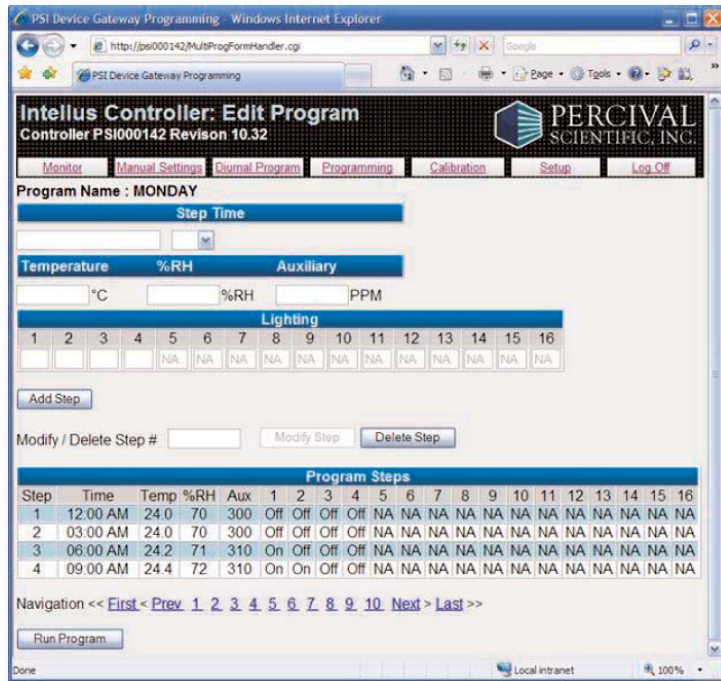 PSI Device Gateway Programming - Windows Internet Explorer
http://psi000142/MultiProgFormHandler.cgi
Google
PSI Device Gateway Programming
Page
Tools
Intellus Controller: Edit Program
Controller PSI000142 Revison 10.32
PERCIVAL
SCIENTIFIC, INC.
Monitor Manual Settings Diurnal Program Programming Calibration Setup Log Off
Program Name : MONDAY
Step Time
Temperature %RH Auxiliary
°C %RH PPM
Lighting
1 2 3 4 5 6 7 8 9 10 11 12 13 14 15 16
NA NA NA NA NA NA NA NA NA NA NA NA
Add Step
Modify / Delete Step # Modify Step Delete Step
Program Steps
Step Time Temp %RH Aux 1 2 3 4 5 6 7 8 9 10 11 12 13 14 15 16
1 12:00 AM 24.0 70 300 Off Off Off Off NA NA NA NA NA NA NA NA NA NA NA NA
2 03:00 AM 24.0 70 300 Off Off Off Off NA NA NA NA NA NA NA NA NA NA NA NA
3 06:00 AM 24.2 71 310 On Off Off Off NA NA NA NA NA NA NA NA NA NA NA NA
4 09:00 AM 24.4 72 310 On On Off Off NA NA NA NA NA NA NA NA NA NA NA NA
Navigation << First < Prev 1 2 3 4 5 6 7 8 9 10 Next > Last >>
Run Program
Done Local intranet 100%